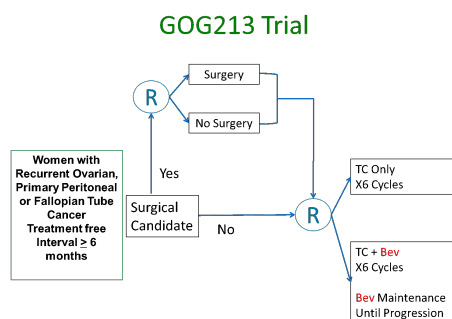 GOG213 Trial
Surgery
R
No Surgery
Women with
Recurrent Ovarian,
Primary Peritoneal
or Fallopian Tube
Cancer
Treatment free
Interval > 6
months
Yes
Surgical
Candidate
No
R
TC Only
X6 Cycles
TC + Bev
X6 Cycles
Bev Maintenance
Until Progression